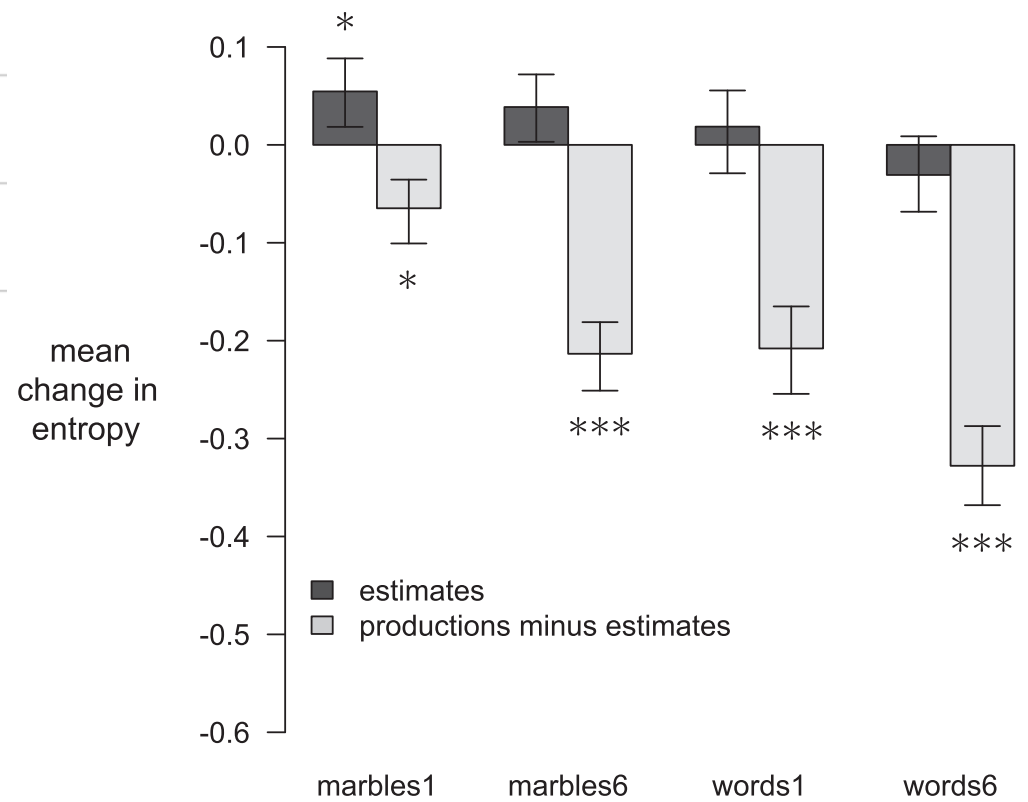 *
0.1
0.0
-0.1
*
-0.2
mean
change in
entropy
-0.3
***
***
-0.4
***
estimates
productions minus estimates
-0.5
-0.6
marbles1 marbles6 words1 words6